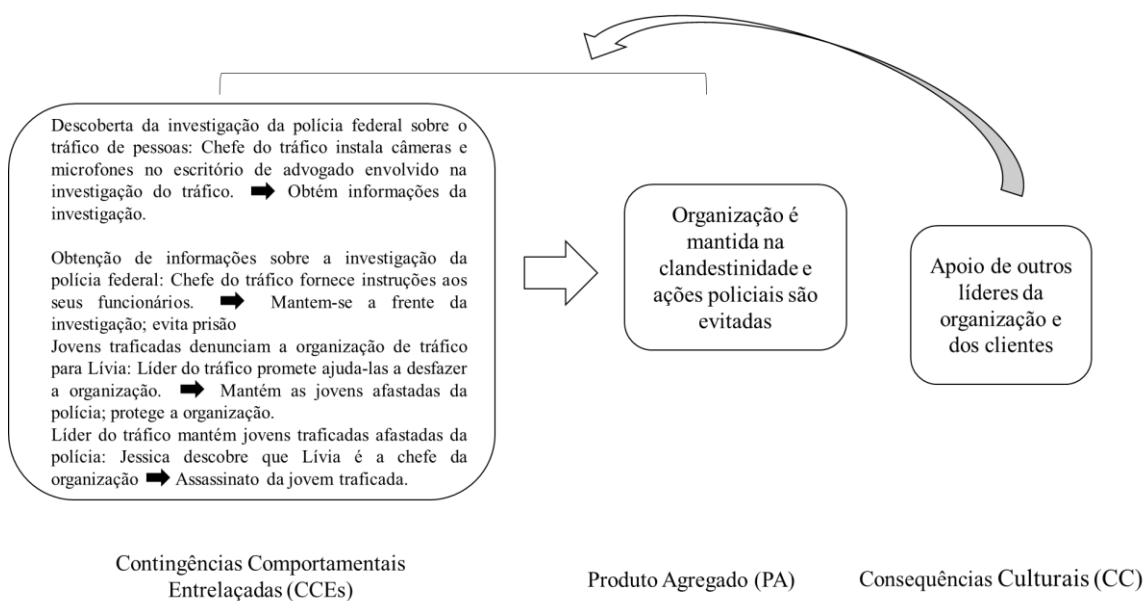 Descoberta da investigação da polícia federal sobre o
tráfico de pessoas: Chefe do tráfico instala câmeras e
microfones no escritório de advogado envolvido na
investigação do tráfico. Obtém informações da
investigação.
Obtenção de informações sobre a investigação da
polícia federal: Chefe do tráfico fornece instruções aos
seus funcionários. Mantem-se a frente da
investigação; evita prisão
Jovens traficadas denunciam a organização de tráfico
para Lívia: Líder do tráfico promete ajuda-las a desfazer
a organização. Mantém as jovens afastadas da
polícia; protege a organização.
Líder do tráfico mantém jovens traficadas afastadas da
polícia: Jessica descobre que Lívia é a chefe da
organização Assassinato da jovem traficada.
Organização é
mantida na
clandestinidade e
ações policiais são
evitadas
Apoio de outros
líderes da
organização e
dos clientes
Contingências Comportamentais
Entrelaçadas (CCEs)
Produto Agregado (PA)
Consequências Culturais (CC)